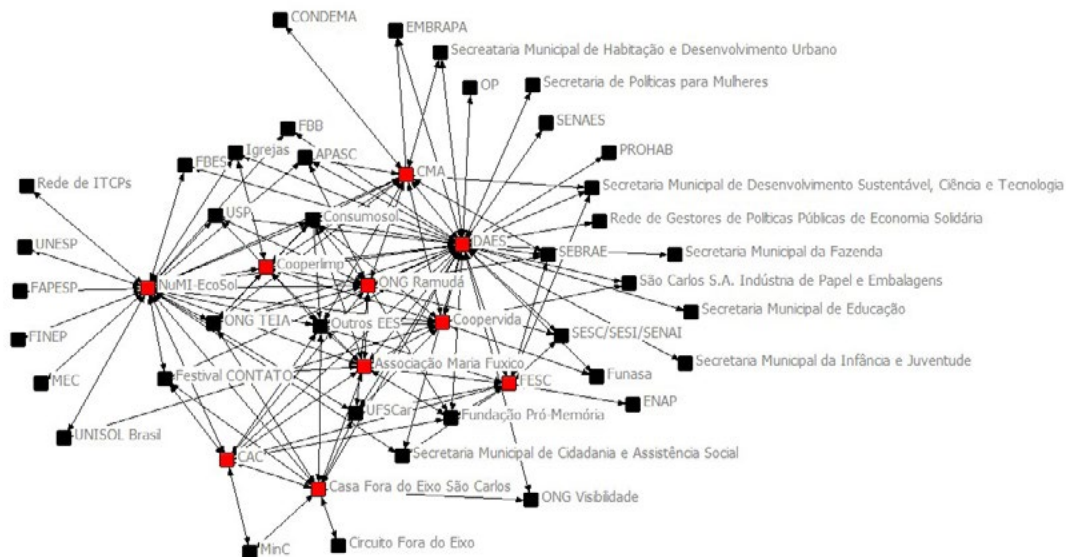 CONDEMA
EMBRAPA
Secreataria Municipal de Habitação e Desenvolvimento Urbano
OP
Secretaria de Políticas para Mulheres
SENAES
FBB
Igrejas
APASC
PROHAB
FBES
CMA
Rede de ITCPs
Secretaria Municipal de Desenvolvimento Sustentável, Ciência e Tecnologia
USP
Consumosol
Rede de Gestores de Políticas Públicas de Economia Solidária
UNESP
DAES
SEBRAE
Secretaria Municipal da Fazenda
Cooperlimp
São Carlos S.A. Indústria de Papel e Embalagens
FAPESP
NuMI-EcoSol
ONG Ramudá
Secretaria Municipal de Educação
ONG TEIA
Outros EES
Coopervida
SESC/SESI/SENAI
FINEP
Associação Maria Fuxico
Secretaria Municipal da Infância e Juventude
MEC
Festival CONTATO
FESC
Funasa
UFSCar
Fundação Pró-Memória
ENAP
UNISOL Brasil
CAC
Secretaria Municipal de Cidadania e Assistência Social
Casa Fora do Eixo São Carlos
ONG Visibilidade
MinC
Circuito Fora do Eixo